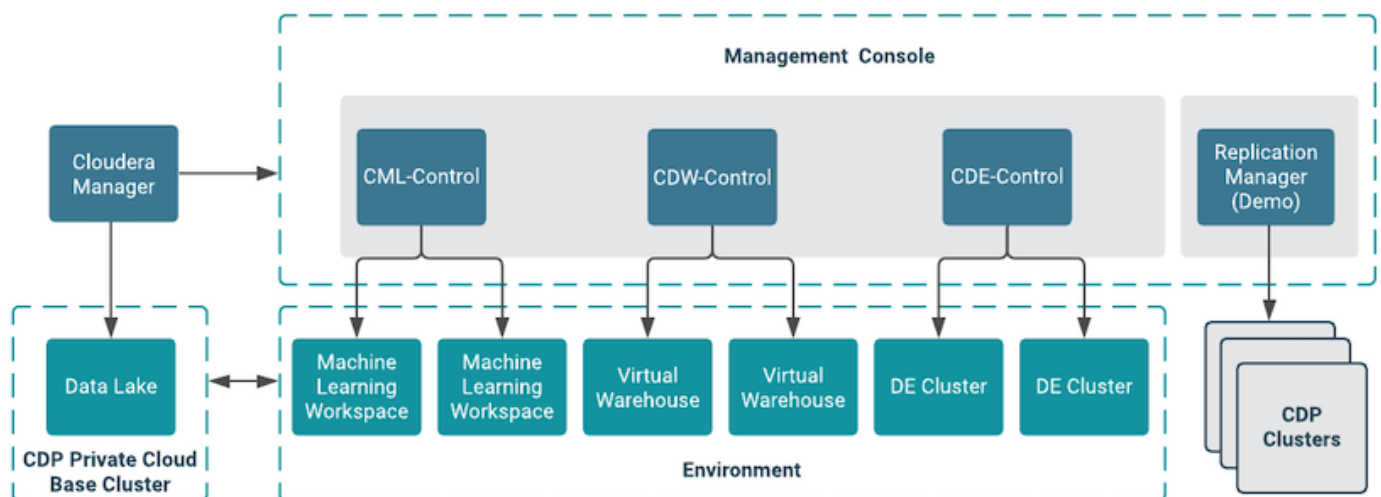 Management Console
Cloudera
Manager
CML-Control
CDW-Control
CDE-Control
Replication
Manager
(Demo)
Data Lake
CDP Private Cloud
Base Cluster
Machine
Learning
Workspace
Machine
Learning
Workspace
Virtual
Warehouse
Virtual
Warehouse
DE Cluster
DE Cluster
Environment
CDP
Clusters